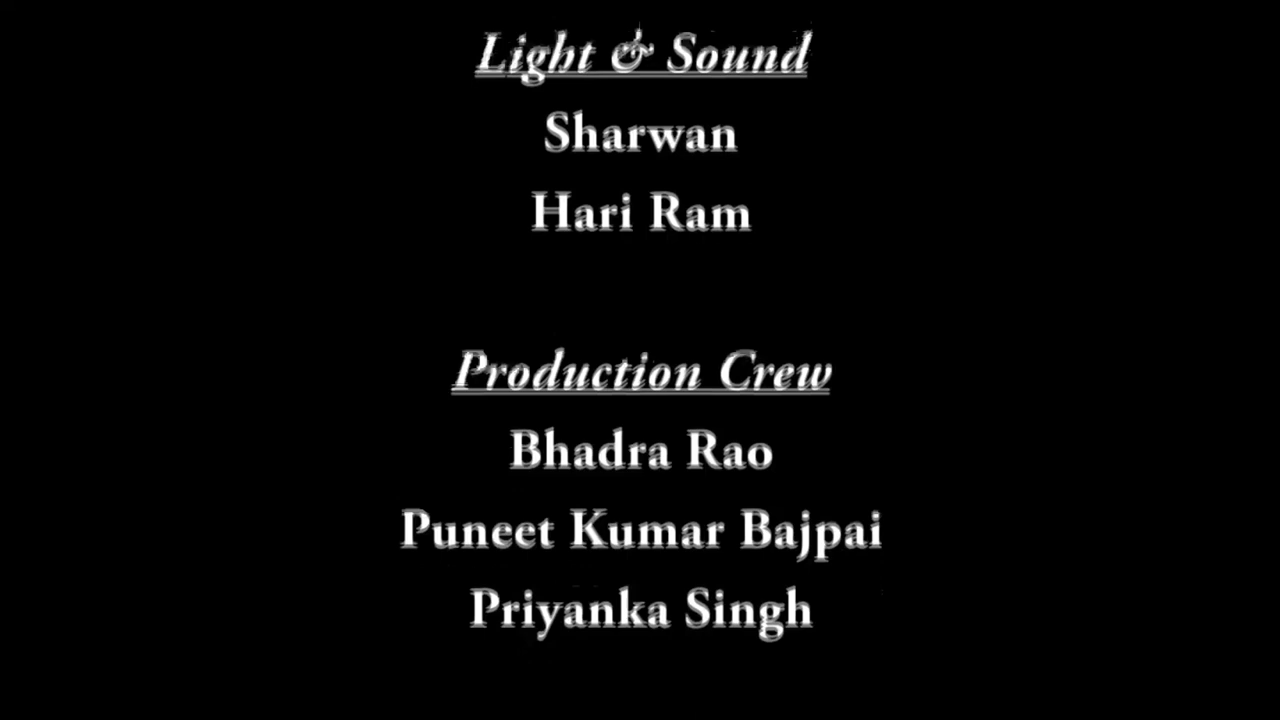 Light & Sound
Sharwan
Hari Ram
Production Crew
Bhadra Rao
Puneet Kumar Bajpai
Priyanka Singh